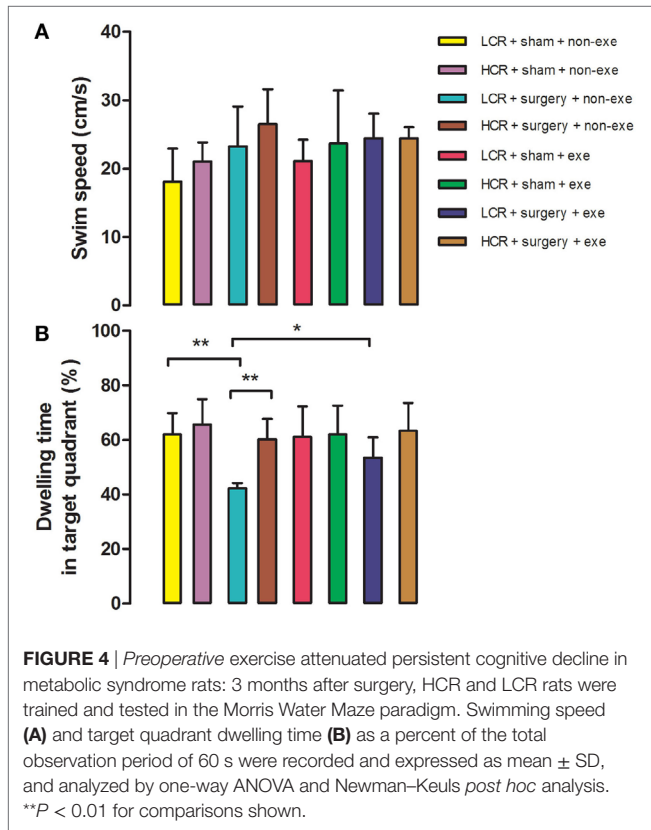 A
Swim speed (cm/s)
40
30
20
10
0
LCR + sham + non-exe
HCR + sham + non-exe
LCR + surgery + non-exe
HCR + surgery + non-exe
LCR + sham + exe
HCR + sham + exe
LCR + surgery + exe
HCR + surgery + exe
B
Dwelling time
in target quadrant (%)
100
80
60
40
20
0
**
**
*
FIGURE 4 | Preoperative exercise attenuated persistent cognitive decline in
metabolic syndrome rats: 3 months after surgery, HCR and LCR rats were
trained and tested in the Morris Water Maze paradigm. Swimming speed
(A) and target quadrant dwelling time (B) as a percent of the total
observation period of 60 s were recorded and expressed as mean ± SD,
and analyzed by one-way ANOVA and Newman–Keuls post hoc analysis.
**P < 0.01 for comparisons shown.